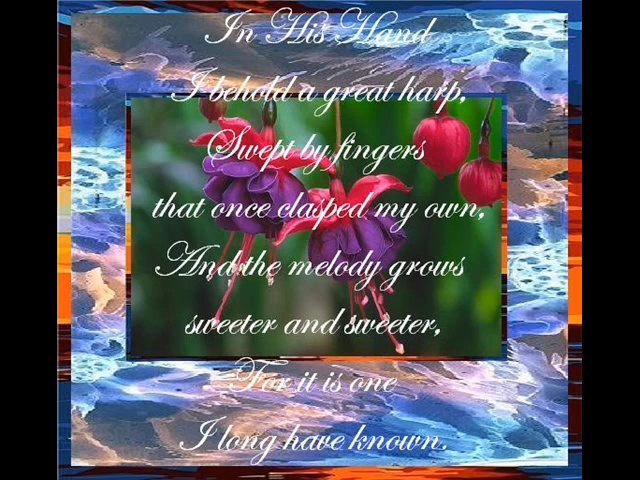 In His Hand
I behold a great harp,
Swept by fingers
that once clasped my own,
And the melody grows
sweeter and sweeter,
For it is one
I long have known.